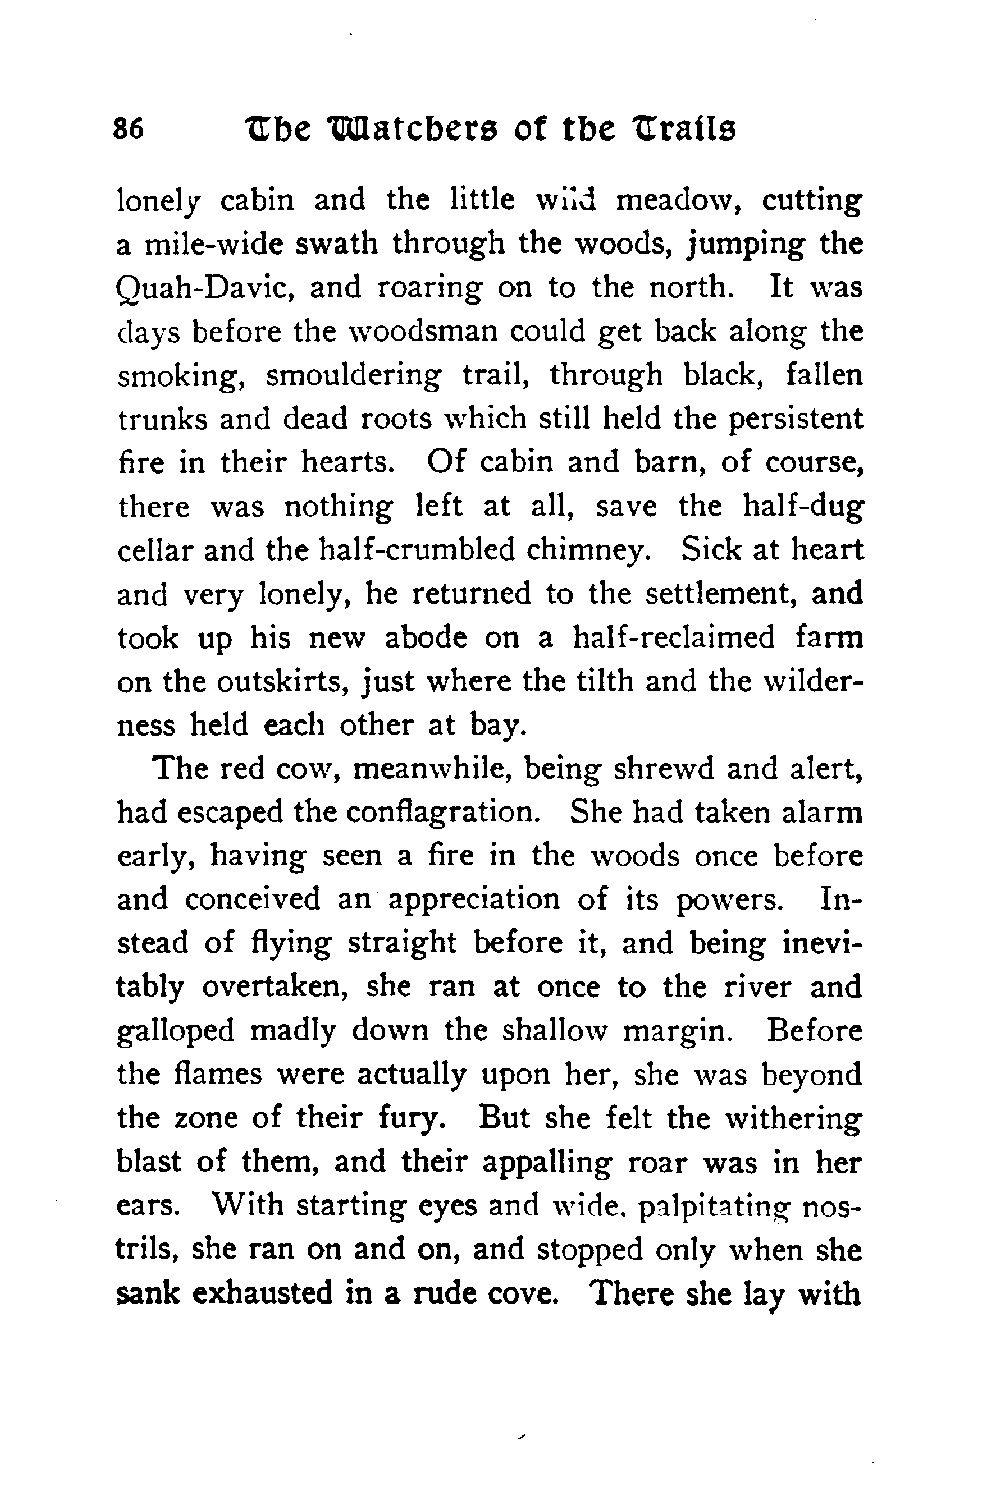 86 The Watchers of the Trails
lonely cabin and the little wild meadow, cutting
a mile-wide swath through the woods, jumping the
Quah-Davic, and roaring on to the north. It was
days before the woodsman could get back along the
smoking, smouldering trail, through black, fallen
trunks and dead roots which still held the persistent
fire in their hearts. Of cabin and barn, of course,
there was nothing left at all, save the half-dug
cellar and the half-crumbled chimney. Sick at heart
and very lonely, he returned to the settlement, and
took up his new abode on a half-reclaimed farm
on the outskirts, just where the tilth and the wilder-
ness held each other at bay.
The red cow, meanwhile, being shrewd and alert,
had escaped the conflagration. She had taken alarm
early, having seen a fire in the woods once before
and conceived an appreciation of its powers. In-
stead of flying straight before it, and being inevi-
tably overtaken, she ran at once to the river and
galloped madly down the shallow margin. Before
the flames were actually upon her, she was beyond
the zone of their fury. But she felt the withering
blast of them, and their appalling roar was in her
ears. With starting eyes and wide, palpitating nos-
trils, she ran on and on, and stopped only when she
sank exhausted in a rude cove. There she lay with